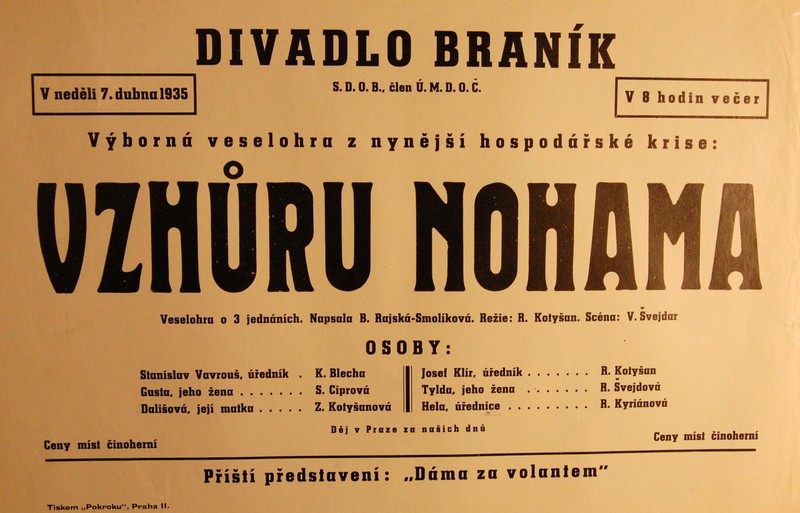 DIVADLO BRANÍK
V neděli 7. dubna 1935
S. D. O. B., člen Ú. M. D. O. Č.
V 8 hodin večer
Výborná veselohra z nynější hospodářské krise:
VZHŮRU NOHAMA
Veselohra o 3 jednáních. Napsala B. Rajská-Smolíková. Režie: R. Kotyšan. Scéna: V. Švejdar
OSOBY:
Stanislav Vavrouš, úředník . K. Blecha
Gusta, jeho žena . . . . . . . S. Ciprová
Dališová, její matka . . . . . Z. Kotyšanová
Josef Klír, úředník . . . . . . . R. Kotyšan
Tylda, jeho žena . . . . . . . R. Švejdová
Hela, úřednice . . . . . . . . . R. Kyriánová
Děj v Praze za našich dnů
Ceny míst činoherní
Ceny míst činoherní
Příští představení: „Dáma za volantem"
Tiskem „Pokroku", Praha II.